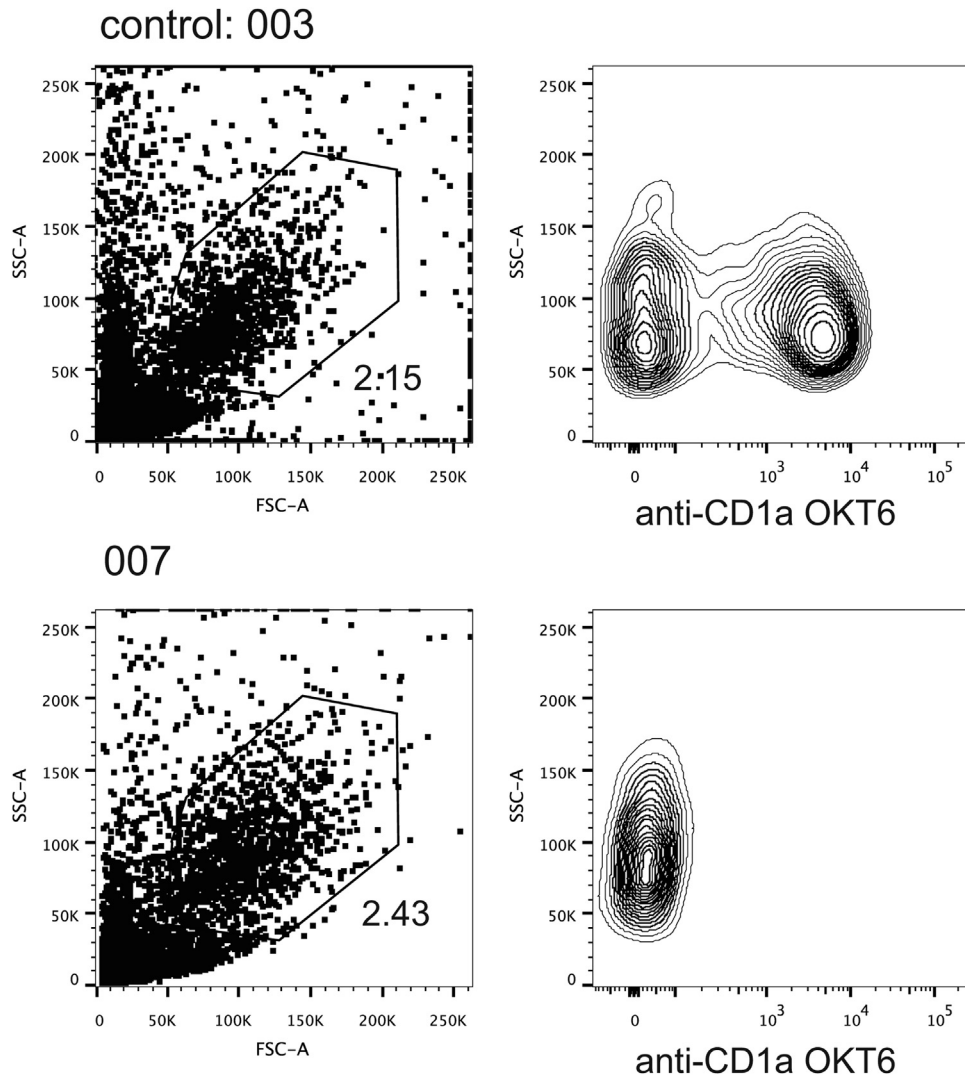 control: 003
250K
200K
150K
100K
50K
0
SSC-A
0 50K 100K 150K 200K 250K
FSC-A
2.15
250K
200K
150K
100K
50K
0
SSC-A
0 10³ 10⁴ 10⁵
anti-CD1a OKT6
007
250K
200K
150K
100K
50K
0
SSC-A
0 50K 100K 150K 200K 250K
FSC-A
2.43
250K
200K
150K
100K
50K
0
SSC-A
0 10³ 10⁴ 10⁵
anti-CD1a OKT6